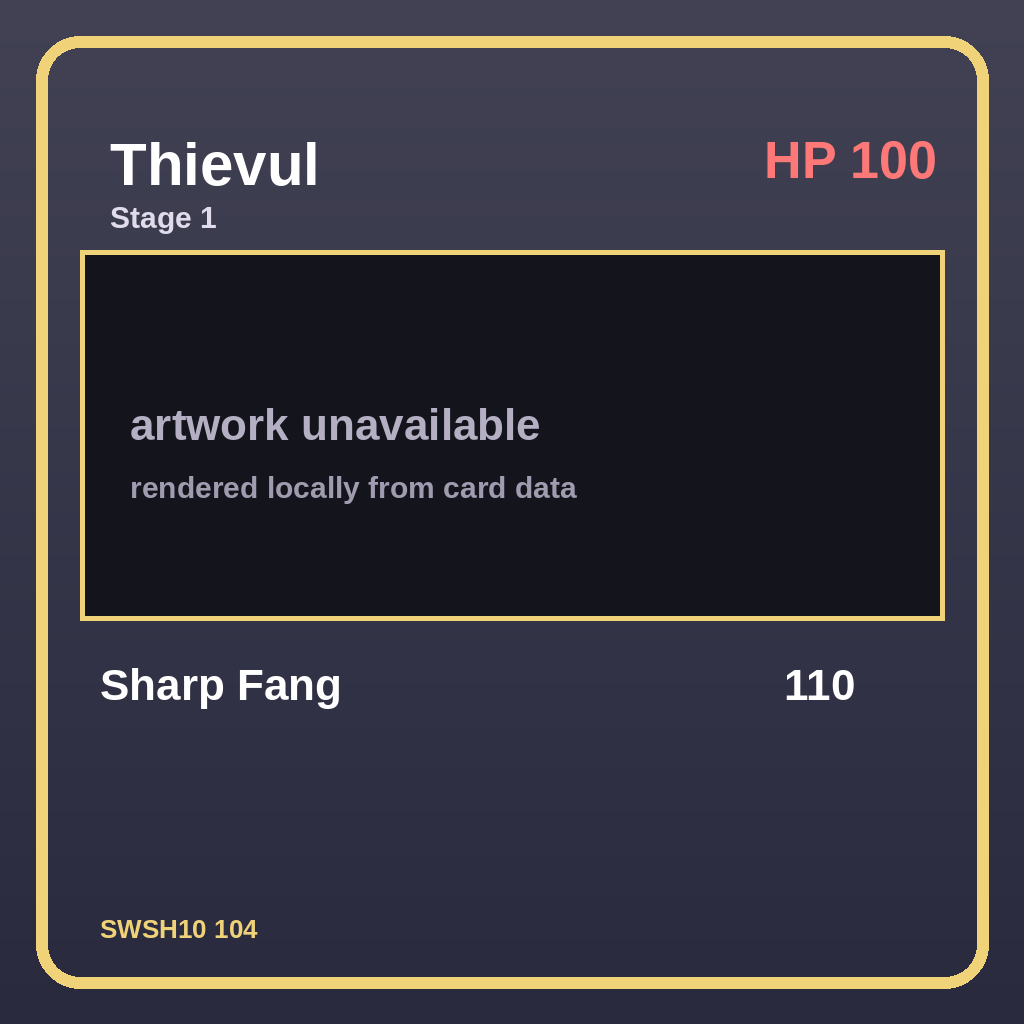 Thievul
HP 100
Stage 1
artwork unavailable
rendered locally from card data
Sharp Fang 110
SWSH10 104